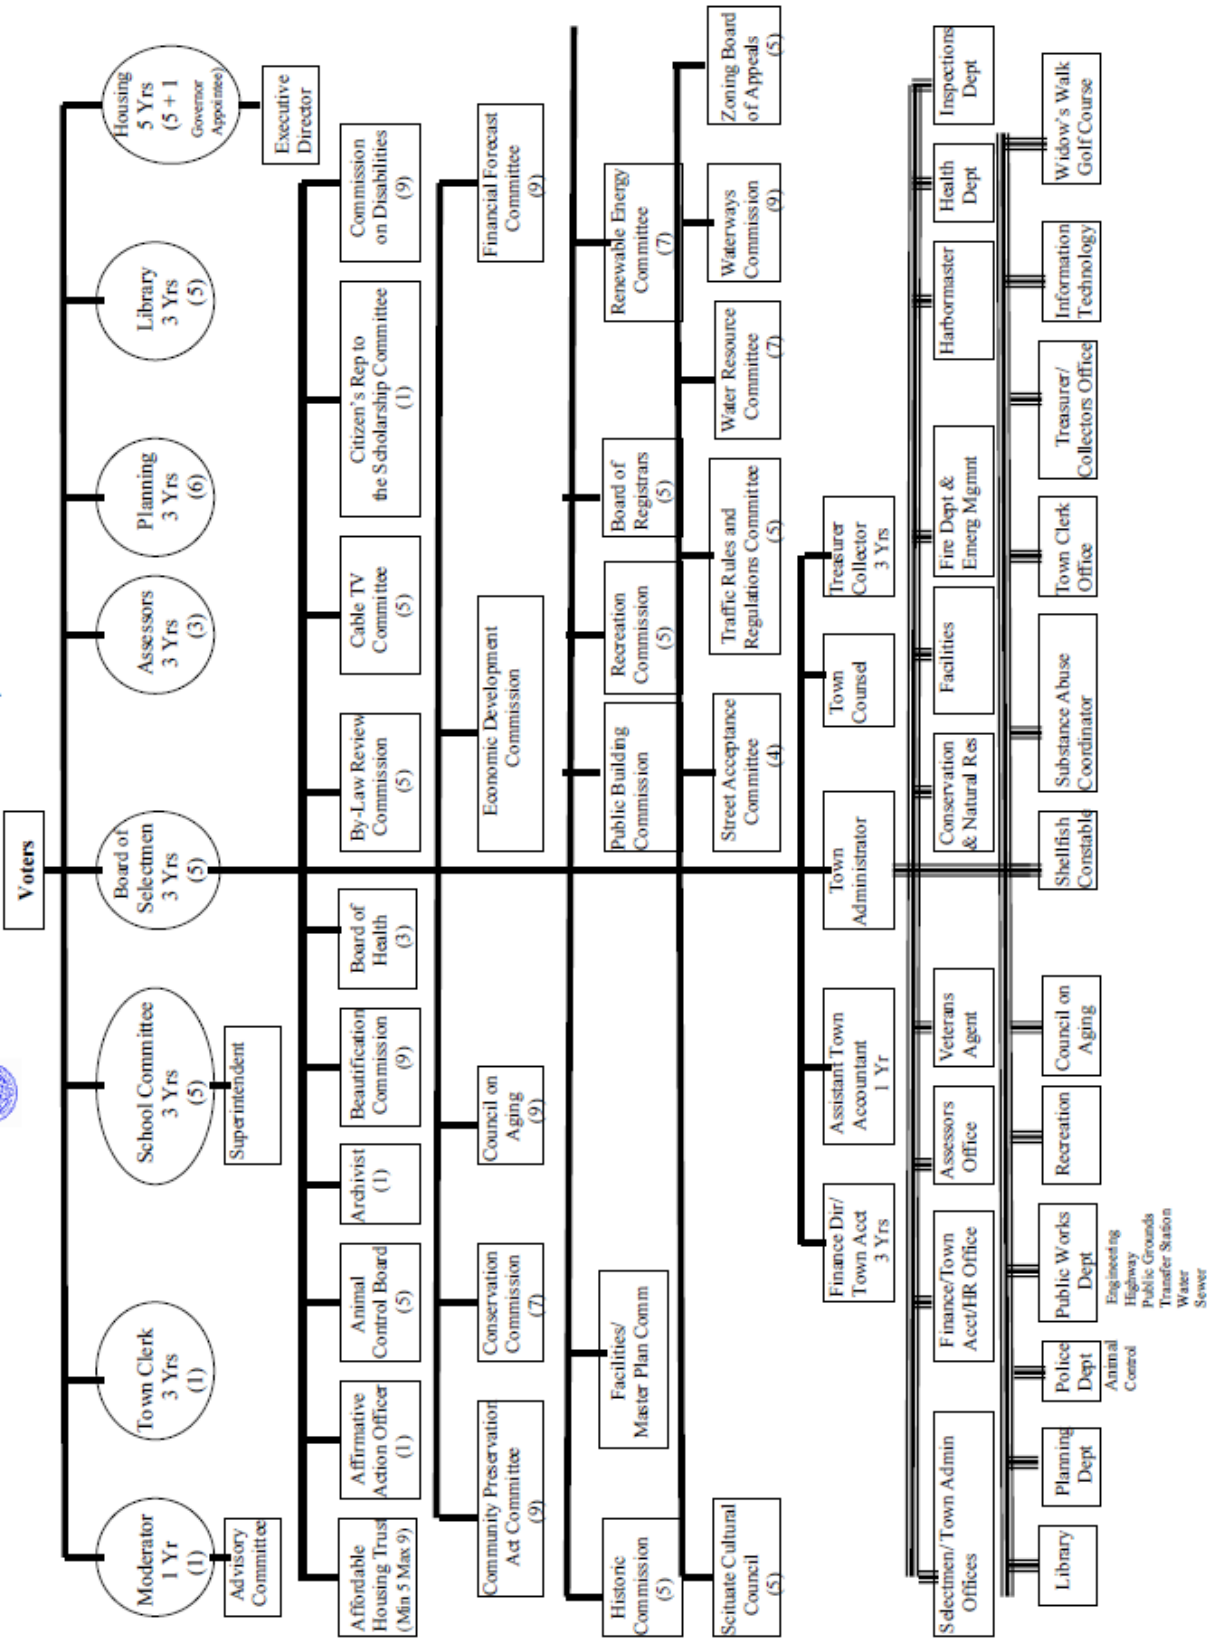 Voters
Moderator
1 Yr
(1)
Town Clerk
3 Yrs
(1)
School Committee
3 Yrs
(5)
Board of
Selectmen
3 Yrs
(5)
Assessors
3 Yrs
(3)
Planning
3 Yrs
(6)
Library
3 Yrs
(5)
Housing
5 Yrs
(5 + 1
Governor
Appointee)
Advisory
Committee
Superintendent
Executive
Director
Affordable
Housing Trust
(Min 5 Max 9)
Affirmative
Action Officer
(1)
Animal
Control Board
(5)
Archivist
(1)
Beautification
Commission
(9)
Board of
Health
(3)
By-Law Review
Commission
(5)
Cable TV
Committee
(5)
Citizen's Rep to
the Scholarship Committee
(1)
Commission
on Disabilities
(9)
Community Preservation
Act Committee
(9)
Conservation
Commission
(7)
Council on
Aging
(9)
Economic Development
Commission
Financial Forecast
Committee
(9)
Historic
Commission
(5)
Facilities/
Master Plan Comm
Public Building
Commission
Recreation
Commission
(5)
Board of
Registrars
(5)
Renewable Energy
Committee
(7)
Scituate Cultural
Council
(5)
Street Acceptance
Committee
(4)
Traffic Rules and
Regulations Committee
(5)
Water Resource
Committee
(7)
Waterways
Commission
(9)
Zoning Board
of Appeals
(5)
Finance Dir/
Town Acct
3 Yrs
Assistant Town
Accountant
1 Yr
Town
Administrator
Town
Counsel
Treasurer
Collector
3 Yrs
Selectmen/ Town Admin
Offices
Finance/Town
Acct/HR Office
Assessors
Office
Veterans
Agent
Conservation
& Natural Res
Facilities
Fire Dept &
Emerg Mgmnt
Harbormaster
Health
Dept
Inspections
Dept
Library
Planning
Dept
Police
Dept
Animal
Control
Public Works
Dept
Engineering
Highway
Public Grounds
Transfer Station
Water
Sewer
Recreation
Council on
Aging
Shellfish
Constable
Substance Abuse
Coordinator
Town Clerk
Office
Treasurer/
Collectors Office
Information
Technology
Widow's Walk
Golf Course